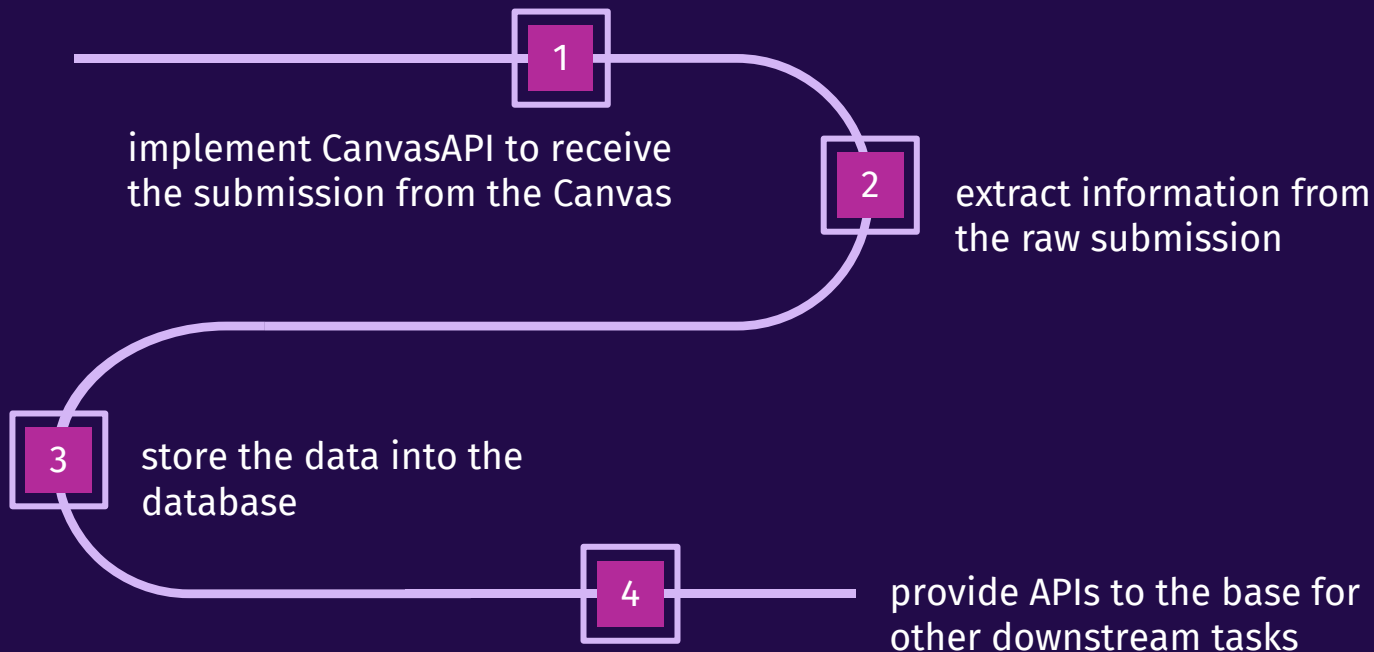 1
implement CanvasAPI to receive
the submission from the Canvas
2
extract information from
the raw submission
3
store the data into the
database
4
provide APIs to the base for
other downstream tasks